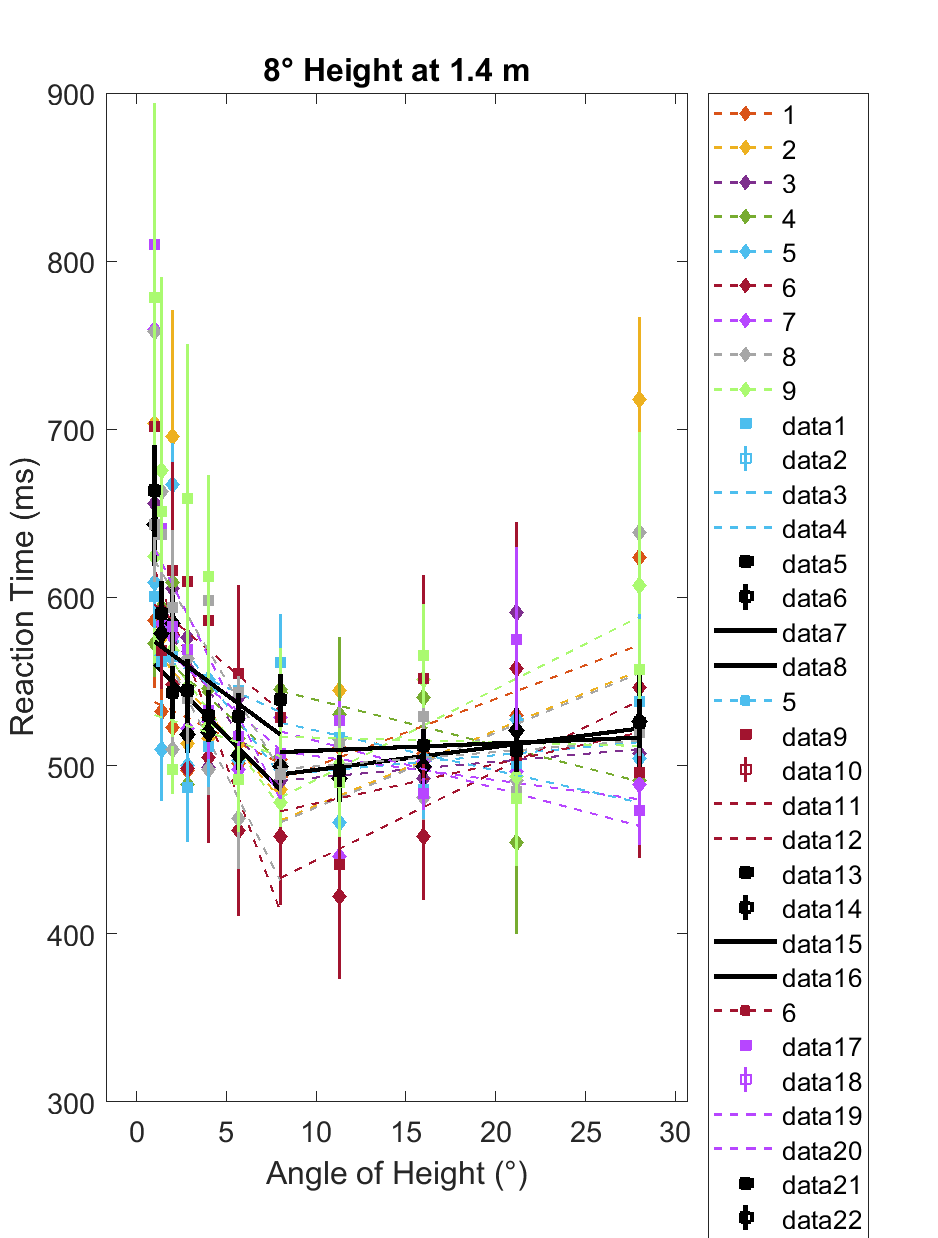 8° Height at 1.4 m
900
800
700
600
500
400
300
Reaction Time (ms)
0 5 10 15 20 25 30
Angle of Height (°)
1
2
3
4
5
6
7
8
9
data1
data2
data3
data4
data5
data6
data7
data8
5
data9
data10
data11
data12
data13
data14
data15
data16
6
data17
data18
data19
data20
data21
data22